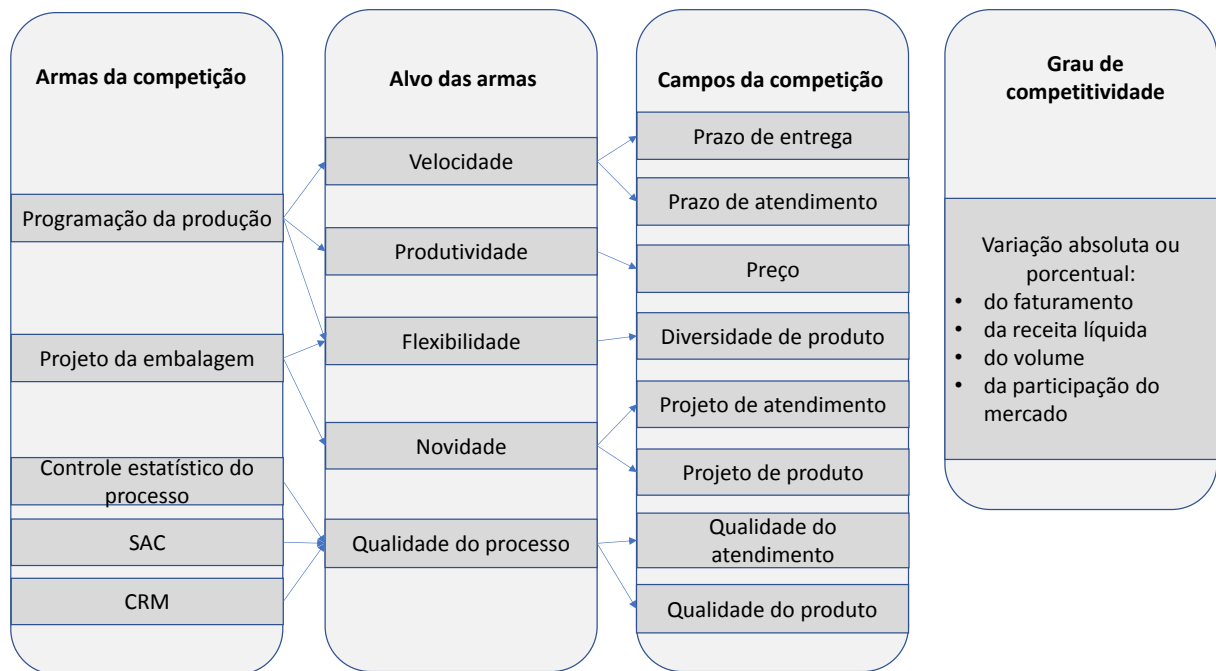 Armas da competição
Programação da produção
Projeto da embalagem
Controle estatístico do
processo
SAC
CRM
Alvo das armas
Velocidade
Produtividade
Flexibilidade
Novidade
Qualidade do processo
Campos da competição
Prazo de entrega
Prazo de atendimento
Preço
Diversidade de produto
Projeto de atendimento
Projeto de produto
Qualidade do
atendimento
Qualidade do produto
Grau de
competitividade
Variação absoluta ou
porcentual:
• do faturamento
• da receita líquida
• do volume
• da participação do
mercado